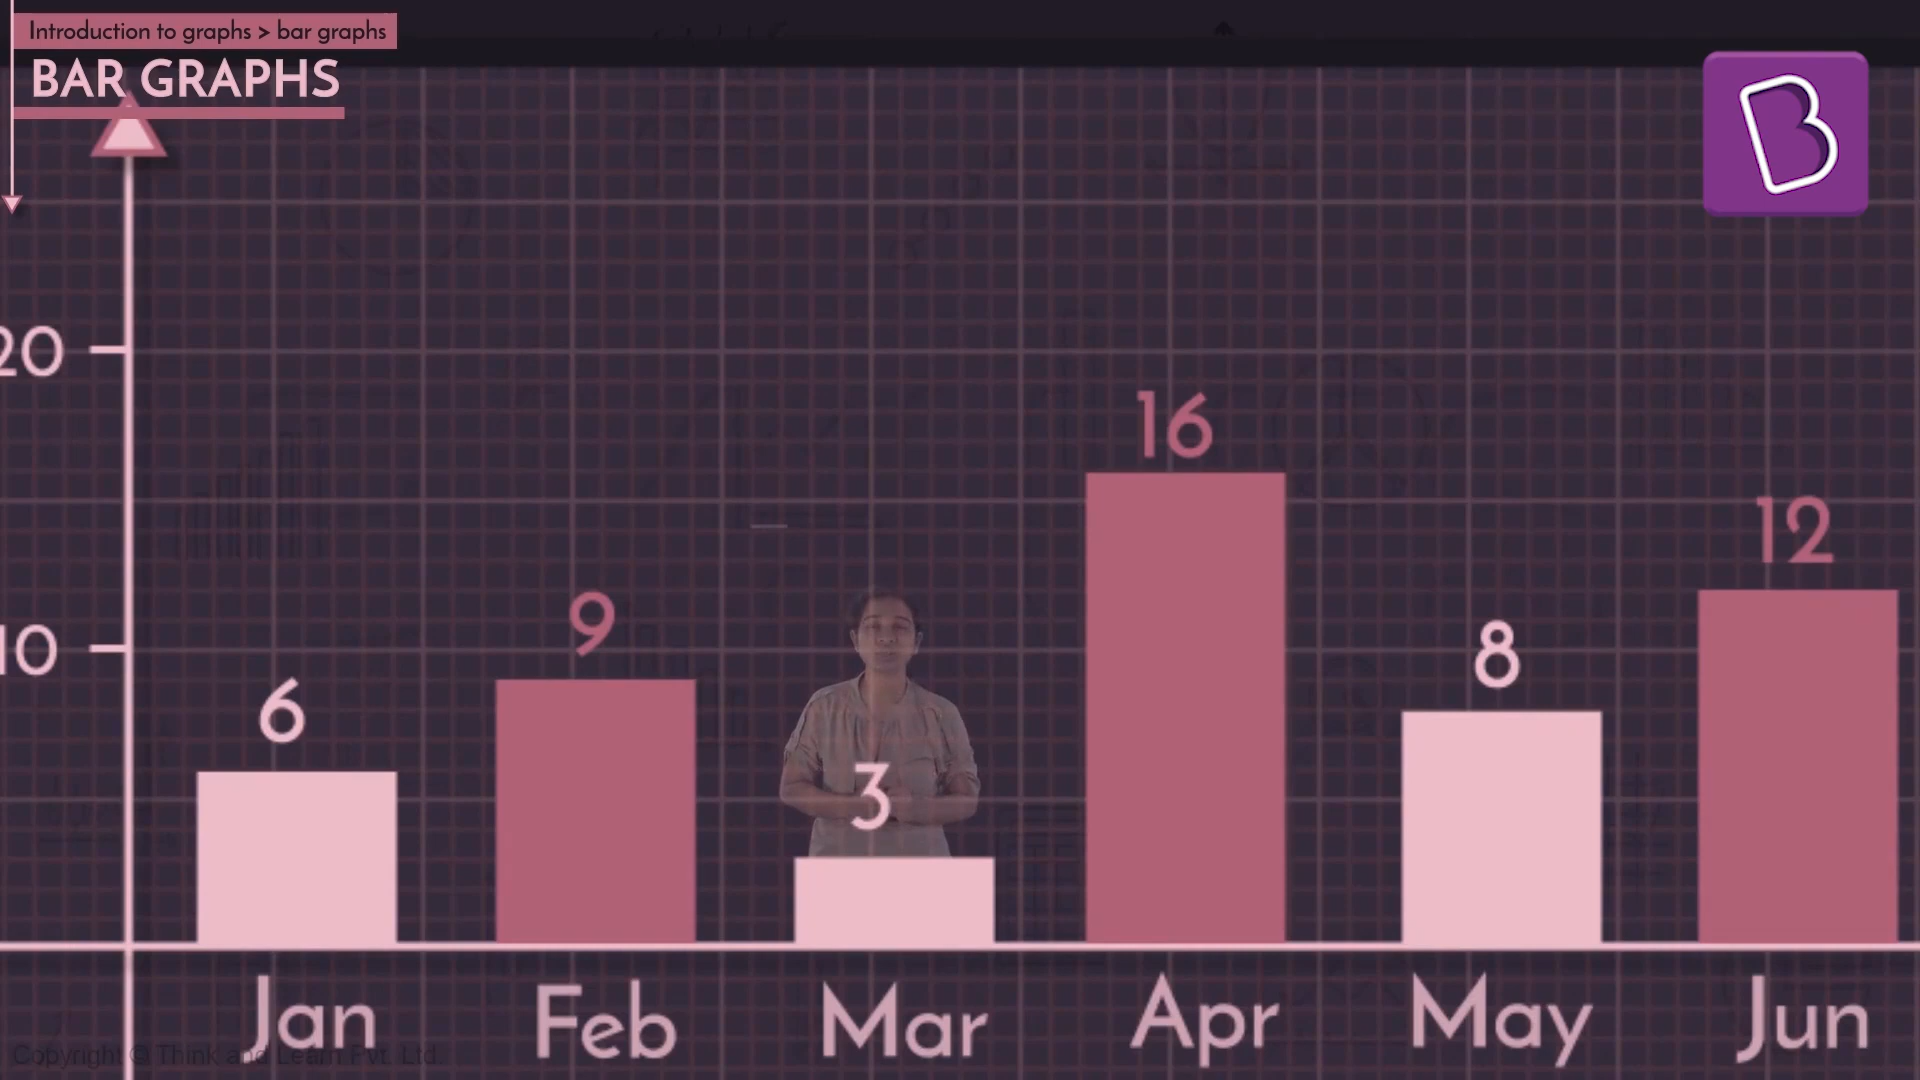 Introduction to graphs > bar graphs
BAR GRAPHS
B
20
16
12
10
9
8
6
3
Jan Feb Mar Apr May Jun
Copyright © Think and Learn Pvt. Ltd.